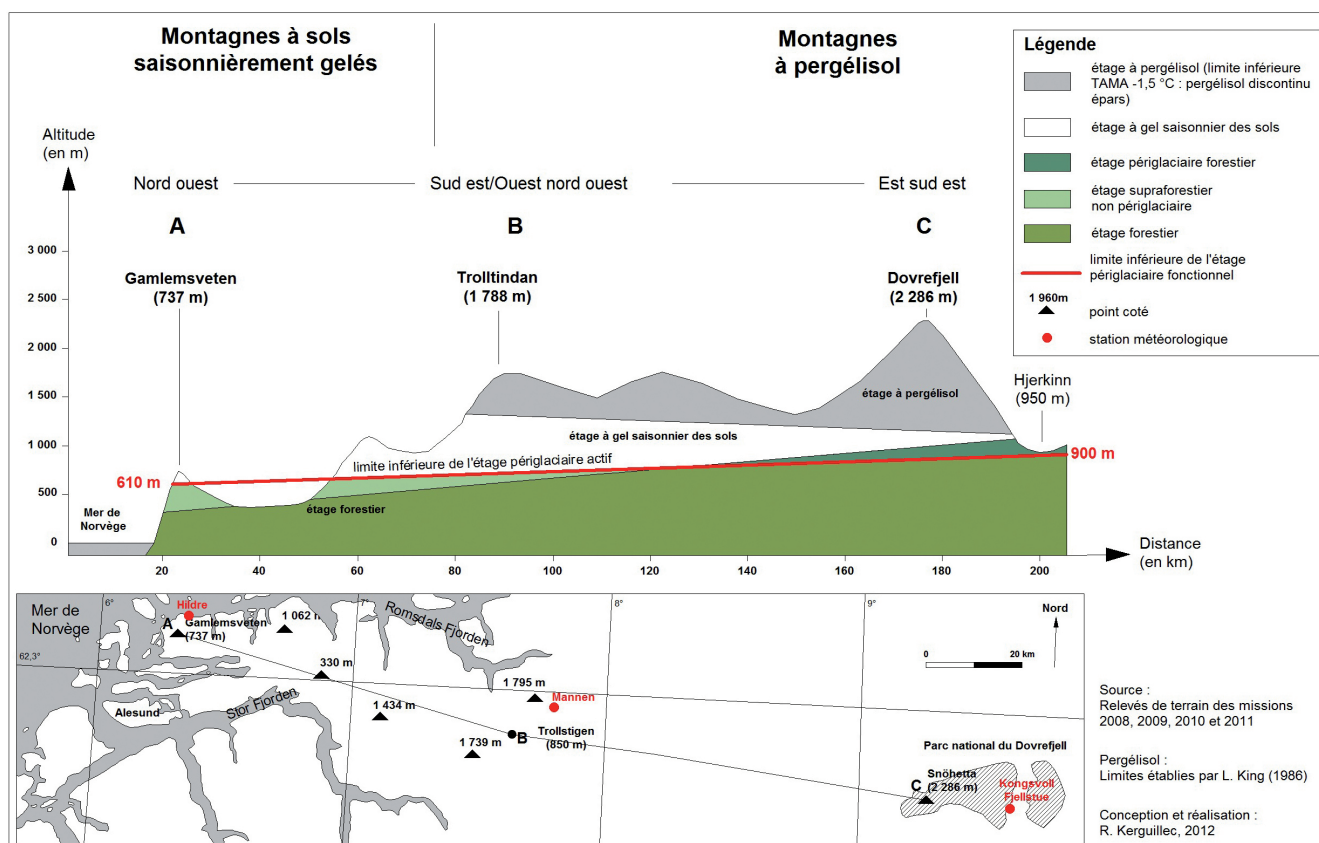 Montagnes à sols
saisonnièrement gelés
Montagnes
à pergélisol
Légende
étage à pergélisol (limite inférieure
TAMA -1,5 °C : pergélisol discontinu
épars)
étage à gel saisonnier des sols
étage périglaciaire forestier
étage supraforestier
non périglaciaire
étage forestier
limite inférieure de l'étage
périglaciaire fonctionnel
1 960m
point coté
station météorologique
Altitude
(en m)
Nord ouest
Sud est/Ouest nord ouest
Est sud est
A
B
C
Gamlemsveten
(737 m)
Trolltindan
(1 788 m)
Dovrefjell
(2 286 m)
Hjerkinn
(950 m)
3 000
2 500
2 000
1 500
1 000
500
0
étage à pergélisol
étage à gel saisonnier des sols
limite inférieure de l'étage périglaciaire actif
610 m
900 m
étage forestier
Mer de
Norvège
20
40
60
80
100
120
140
160
180
200
Distance
(en km)
Mer de
Norvège
6°
7°
8°
9°
62,3°
Hildre
A
Gamlemsveten
(737 m)
1 062 m
Romsdals Fjorden
330 m
Alesund
Stor Fjorden
1 434 m
1 795 m
Mannen
1 739 m
B
Trollstigen
(850 m)
Nord
0
20 km
Parc national du Dovrefjell
Snöhetta
(2 286 m)
C
Kongsvoll
Fjellstue
Source :
Relevés de terrain des missions
2008, 2009, 2010 et 2011
Pergélisol :
Limites établies par L. King (1986)
Conception et réalisation :
R. Kerguillec, 2012